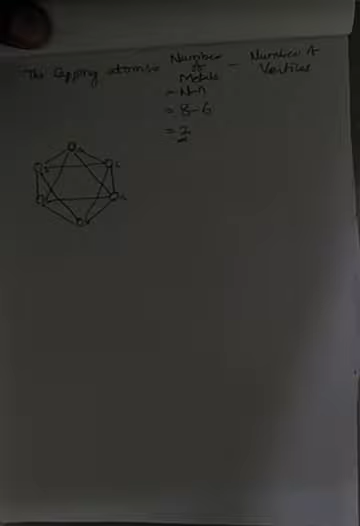 The Capping atoms = Number of Metals - Number of Vertices
= N-n
= 8-6
= 2